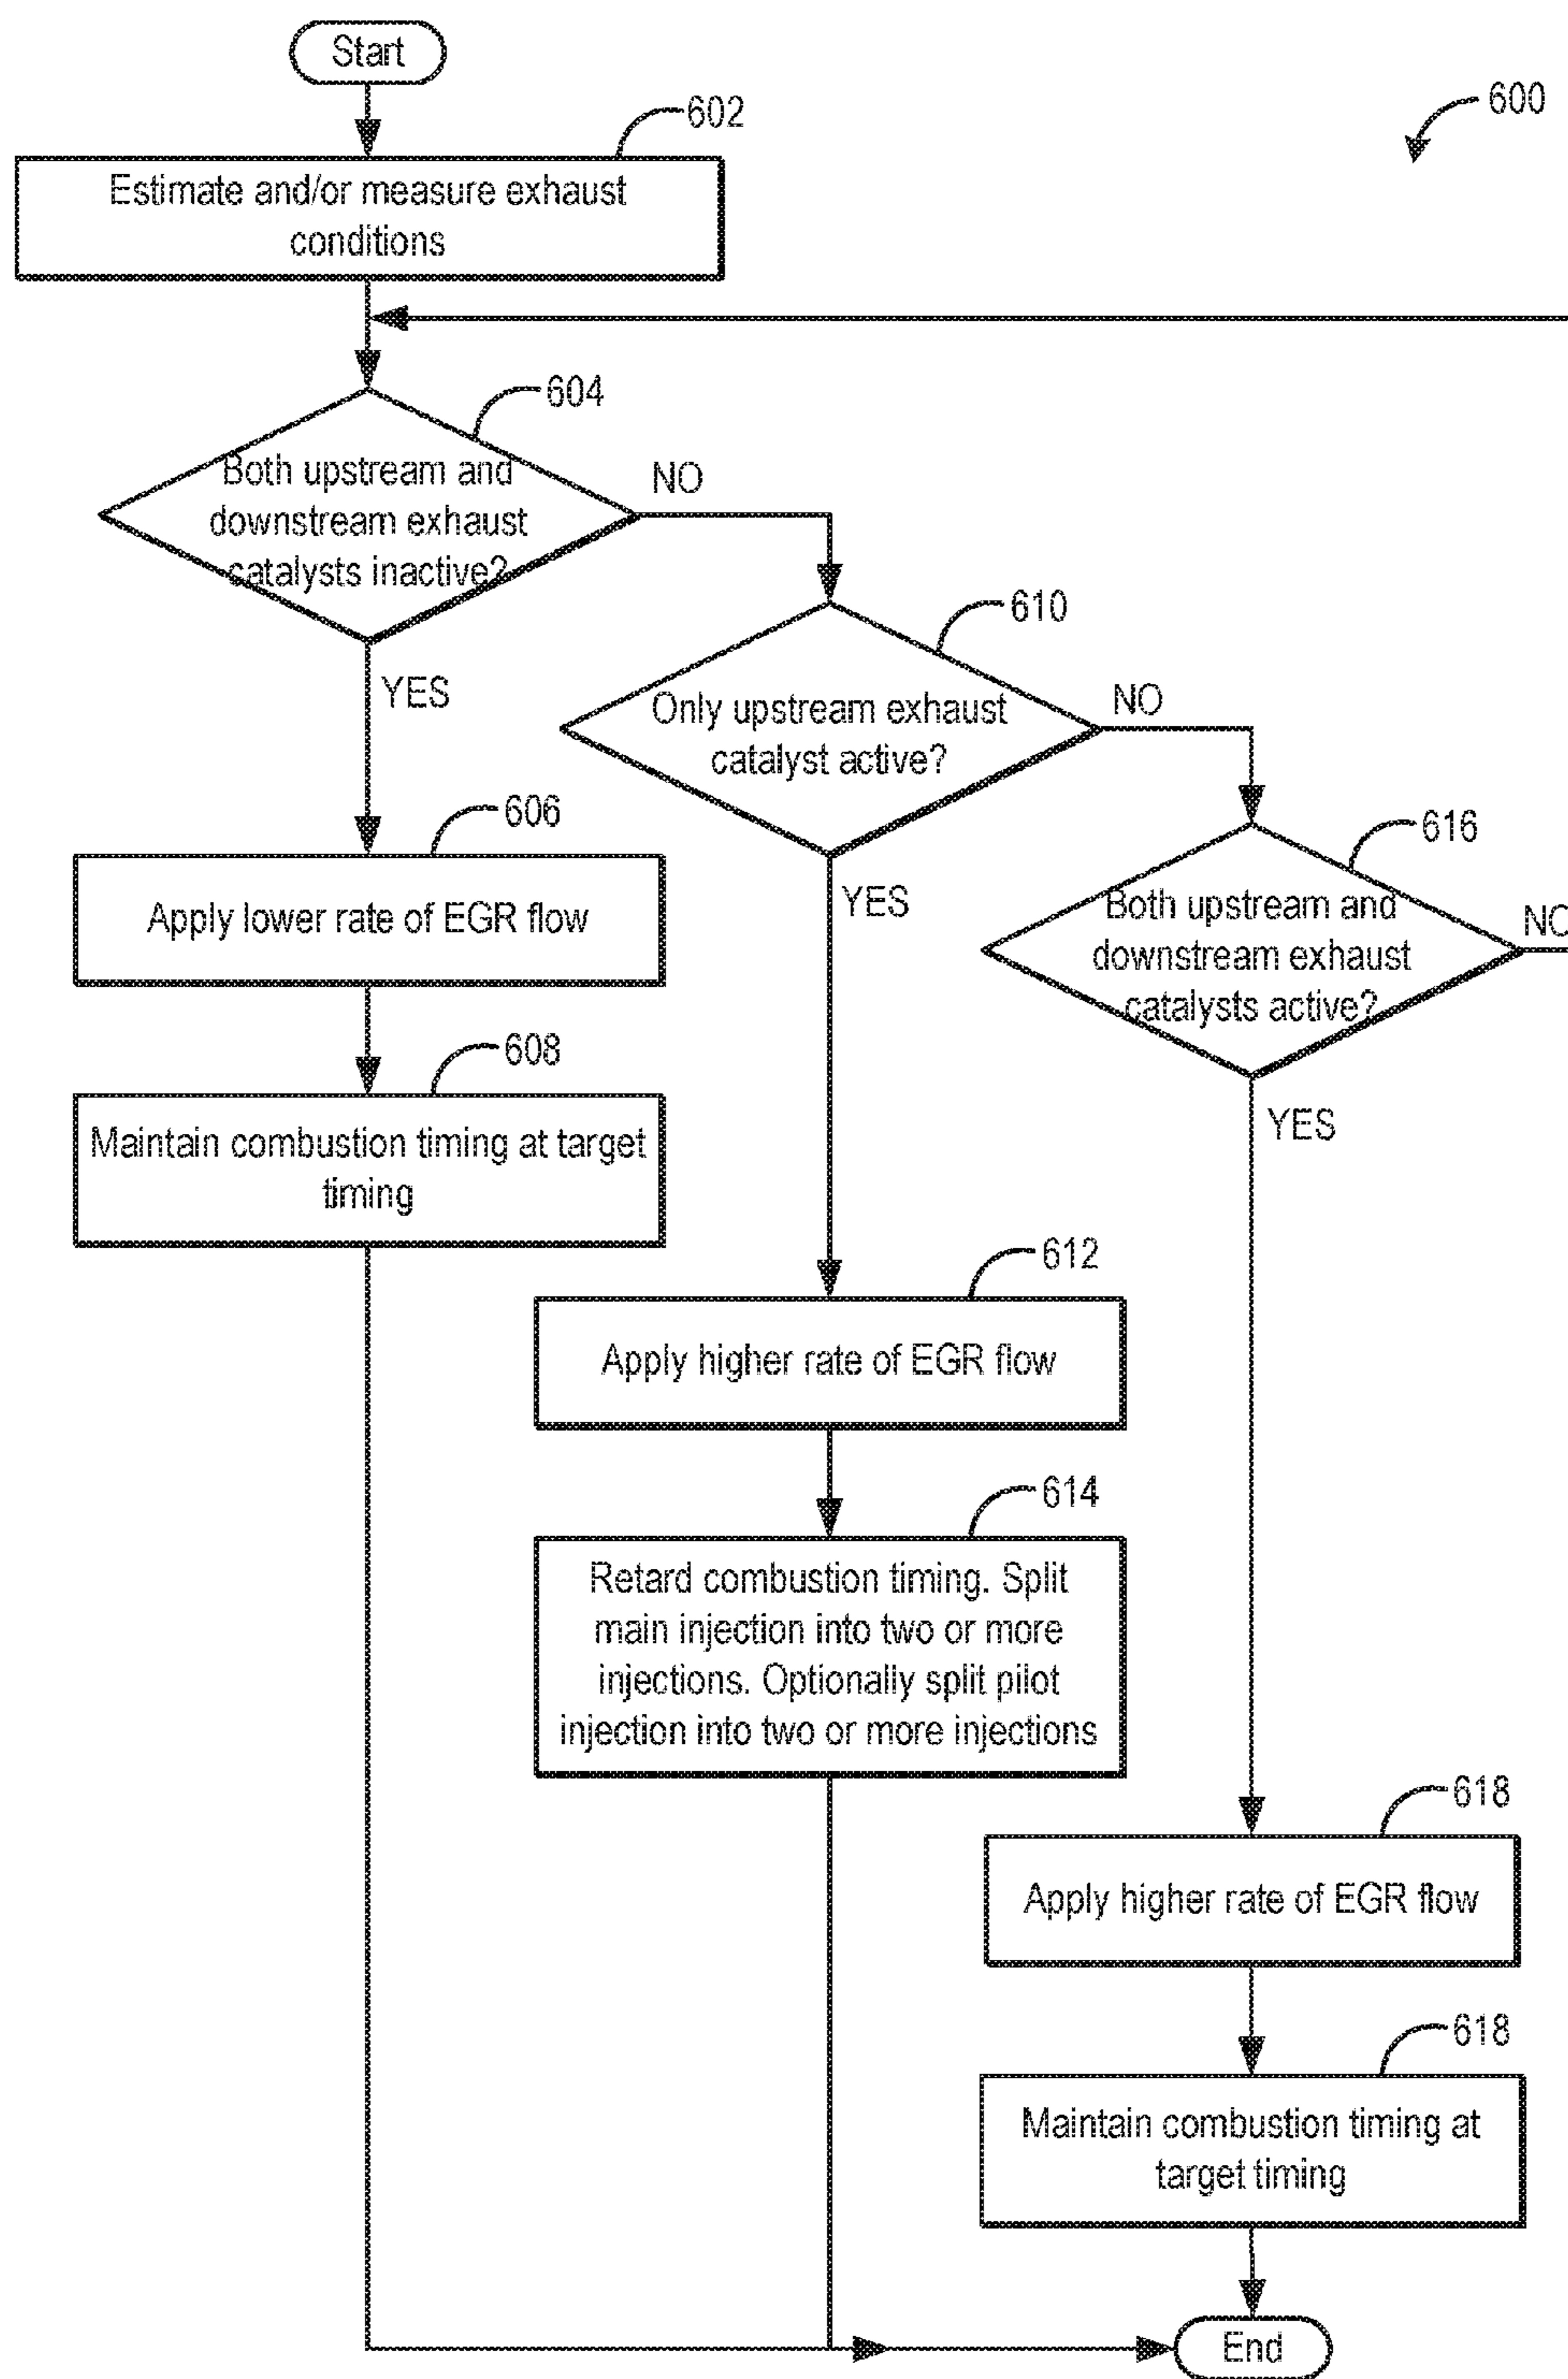 Start
600
602
Estimate and/or measure exhaust
conditions
604
Both upstream and
downstream exhaust
catalysts inactive?
NO
YES
610
Only upstream exhaust
catalyst active?
NO
YES
606
Apply lower rate of EGR flow
616
Both upstream and
downstream exhaust
catalysts active?
NO
YES
608
Maintain combustion timing at target
timing
612
Apply higher rate of EGR flow
614
Retard combustion timing. Split
main injection into two or more
injections. Optionally split pilot
injection into two or more injections
618
Apply higher rate of EGR flow
618
Maintain combustion timing at
target timing
End